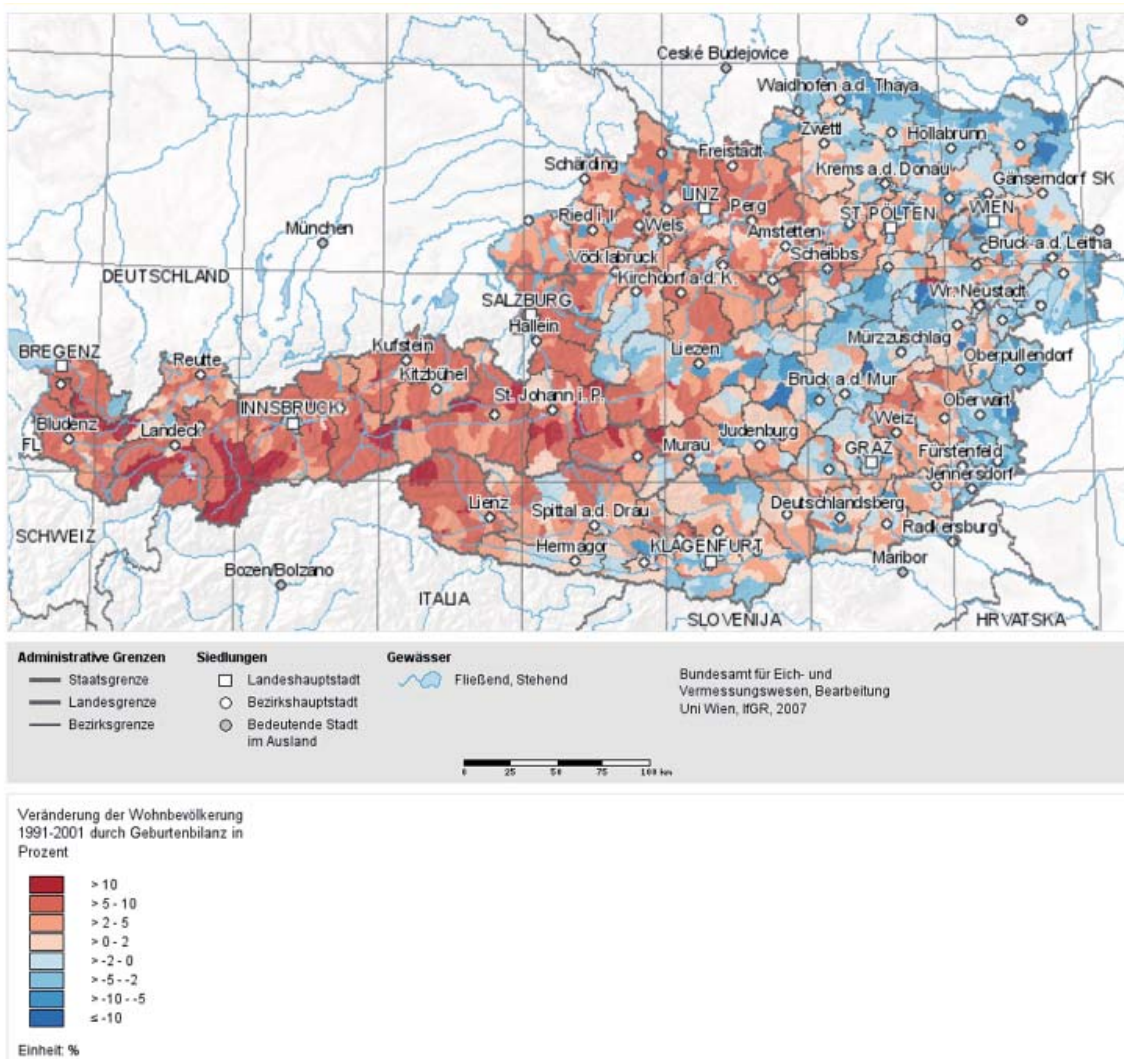 České Budejovice
Waidhofen a.d. Thaya
Zwettl
Hollabrunn
Schärding
Freistadt
Krems a.d. Donau
Gänserndorf SK
LINZ
Ried i. I.
Perg
ST. PÖLTEN
WIEN
München
Wels
Amstetten
Bruck a.d. Leitha
Vöcklabruck
Scheibbs
DEUTSCHLAND
Kirchdorf a.d. K.
SALZBURG
Wr. Neustadt
Hallein
Mürzzuschlag
BREGENZ
Reutte
Kufstein
Liezen
Oberpullendorf
Kitzbühel
Bruck a.d. Mur
INNSBRUCK
St. Johann i. P.
Oberwart
Bludenz
Landeck
Weiz
FL
Murau
Judenburg
GRAZ
Fürstenfeld
Jennersdorf
Lienz
Spittal a.d. Drau
Deutschlandsberg
SCHWEIZ
Radkersburg
Hermagor
KLAGENFURT
Maribor
Bozen/Bolzano
ITALIA
SLOVENIJA
HRVATSKA
Administrative Grenzen
Staatsgrenze
Landesgrenze
Bezirksgrenze
Siedlungen
Landeshauptstadt
Bezirkshauptstadt
Bedeutende Stadt
im Ausland
Gewässer
Fließend, Stehend
Bundesamt für Eich- und
Vermessungswesen, Bearbeitung
Uni Wien, IfGR, 2007
0 25 50 75 100 km
Veränderung der Wohnbevölkerung
1991-2001 durch Geburtenbilanz in
Prozent
> 10
> 5 - 10
> 2 - 5
> 0 - 2
> -2 - 0
> -5 - -2
> -10 - -5
≤ -10
Einheit: %